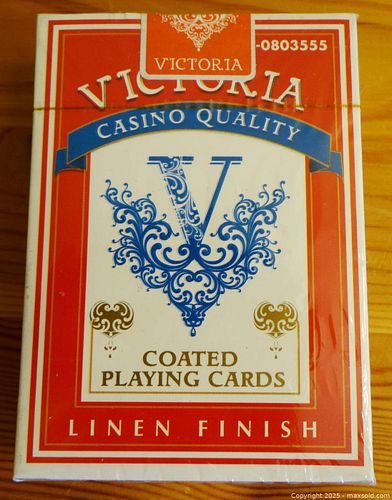 VICTORIA
-0803555
VICTORIA
CASINO QUALITY
V
COATED
PLAYING CARDS
LINEN FINISH
Copyright 2025 - maxsold.com